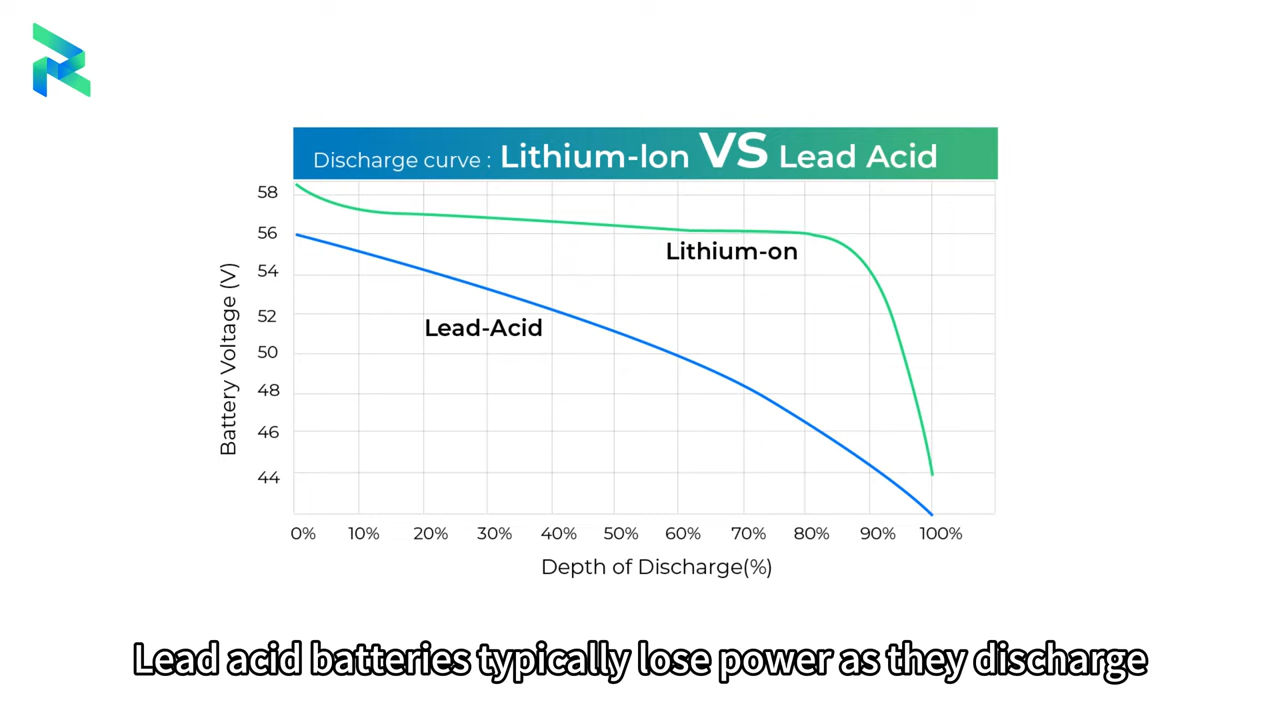 Discharge curve : Lithium-Ion VS Lead Acid
58
56
54
52
50
48
46
44
Battery Voltage (V)
Lithium-on
Lead-Acid
0% 10% 20% 30% 40% 50% 60% 70% 80% 90% 100%
Depth of Discharge(%)
Lead acid batteries typically lose power as they discharge